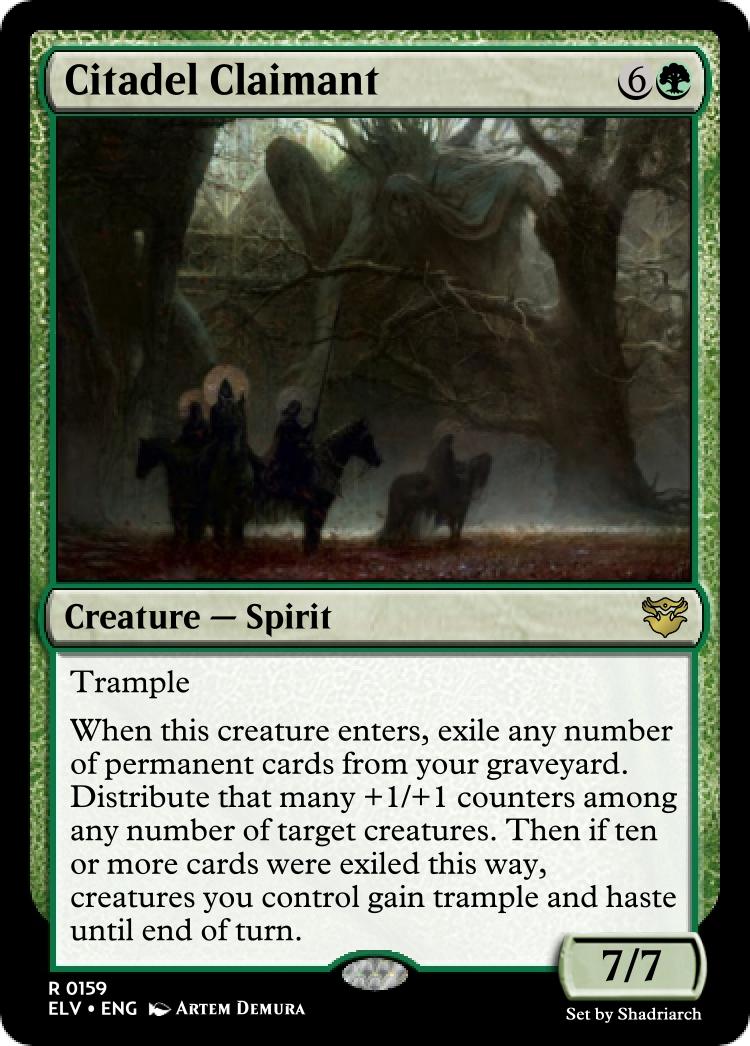 Citadel Claimant 6
Creature — Spirit
Trample
When this creature enters, exile any number
of permanent cards from your graveyard.
Distribute that many +1/+1 counters among
any number of target creatures. Then if ten
or more cards were exiled this way,
creatures you control gain trample and haste
until end of turn.
7/7
R 0159
ELV • ENG ARTEM DEMURA
Set by Shadriarch